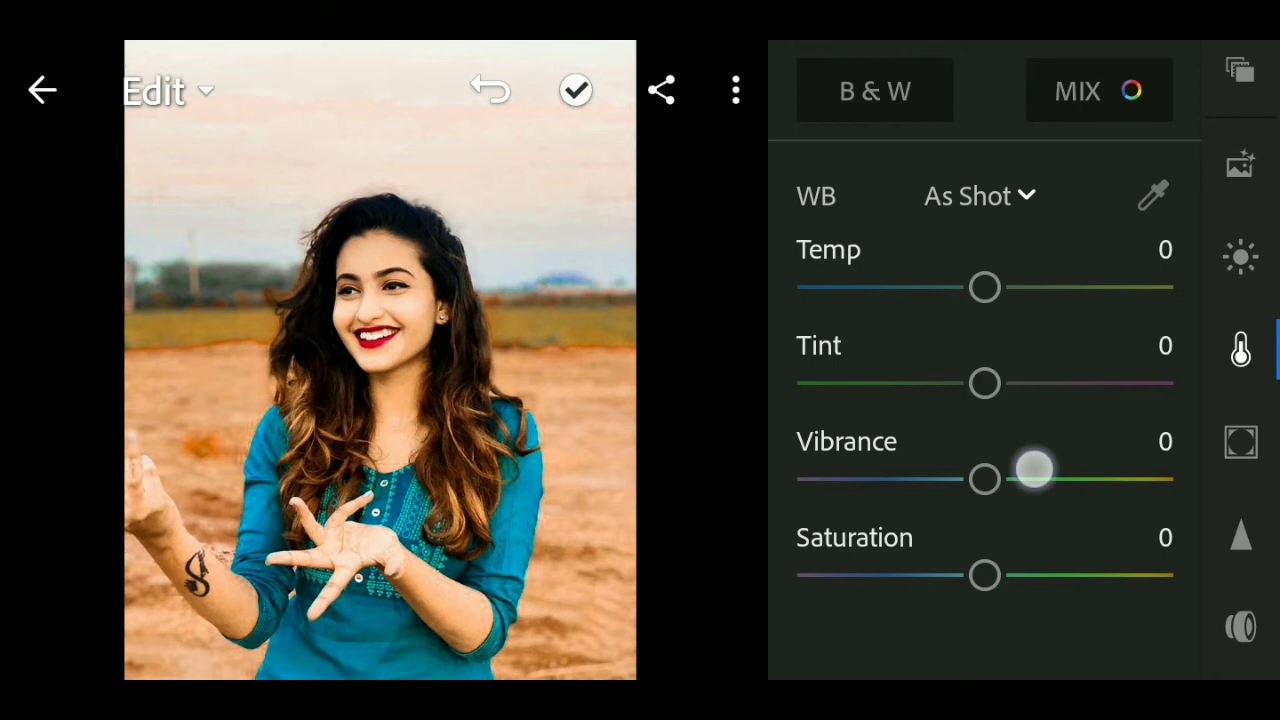 Edit
B & W
MIX
WB As Shot
Temp 0
Tint 0
Vibrance 0
Saturation 0